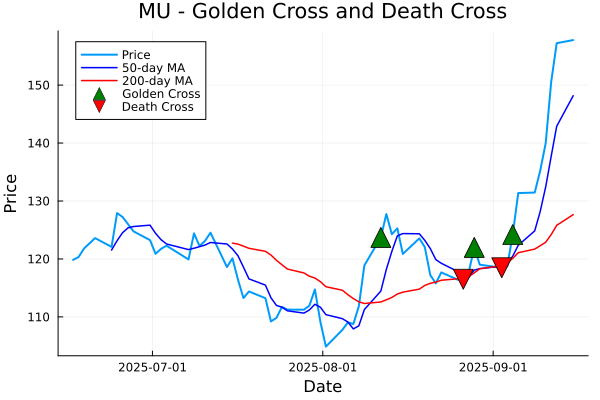 MU - Golden Cross and Death Cross
Price
50-day MA
200-day MA
Golden Cross
Death Cross
Price
150
140
130
120
110
2025-07-01
2025-08-01
2025-09-01
Date